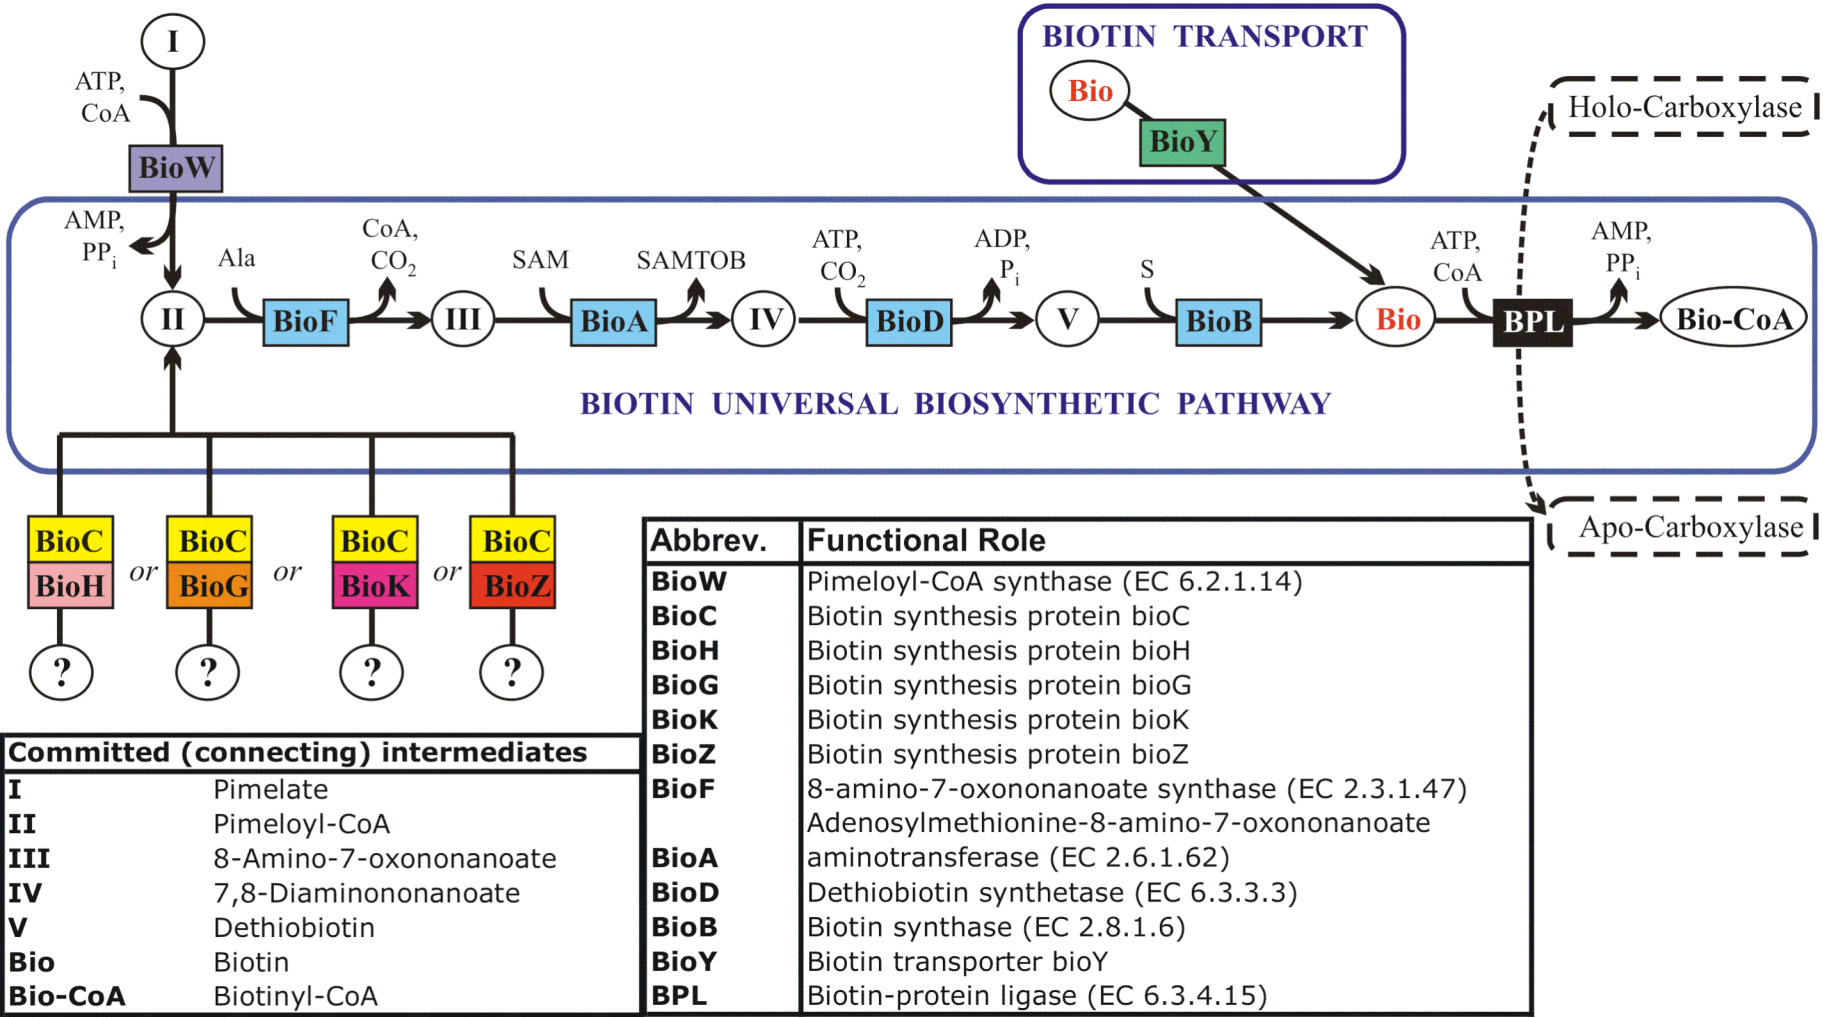 I
BIOTIN TRANSPORT
ATP,
CoA
Bio
Holo-Carboxylase
BioY
BioW
AMP,
PPi
Ala
CoA,
CO2
SAM
SAMTOB
ATP,
CO2
ADP,
Pi
S
ATP,
CoA
AMP,
PPi
II BioF III BioA IV BioD V BioB Bio BPL Bio-CoA
BIOTIN UNIVERSAL BIOSYNTHETIC PATHWAY
BioC BioC BioC BioC
or or or
BioH BioG BioK BioZ
? ? ? ?
Apo-Carboxylase
Abbrev. Functional Role
BioW Pimeloyl-CoA synthase (EC 6.2.1.14)
BioC Biotin synthesis protein bioC
BioH Biotin synthesis protein bioH
BioG Biotin synthesis protein bioG
BioK Biotin synthesis protein bioK
BioZ Biotin synthesis protein bioZ
BioF 8-amino-7-oxononanoate synthase (EC 2.3.1.47)
Adenosylmethionine-8-amino-7-oxononanoate
BioA aminotransferase (EC 2.6.1.62)
BioD Dethiobiotin synthetase (EC 6.3.3.3)
BioB Biotin synthase (EC 2.8.1.6)
BioY Biotin transporter bioY
BPL Biotin-protein ligase (EC 6.3.4.15)
Committed (connecting) intermediates
I Pimelate
II Pimeloyl-CoA
III 8-Amino-7-oxononanoate
IV 7,8-Diaminononanoate
V Dethiobiotin
Bio Biotin
Bio-CoA Biotinyl-CoA